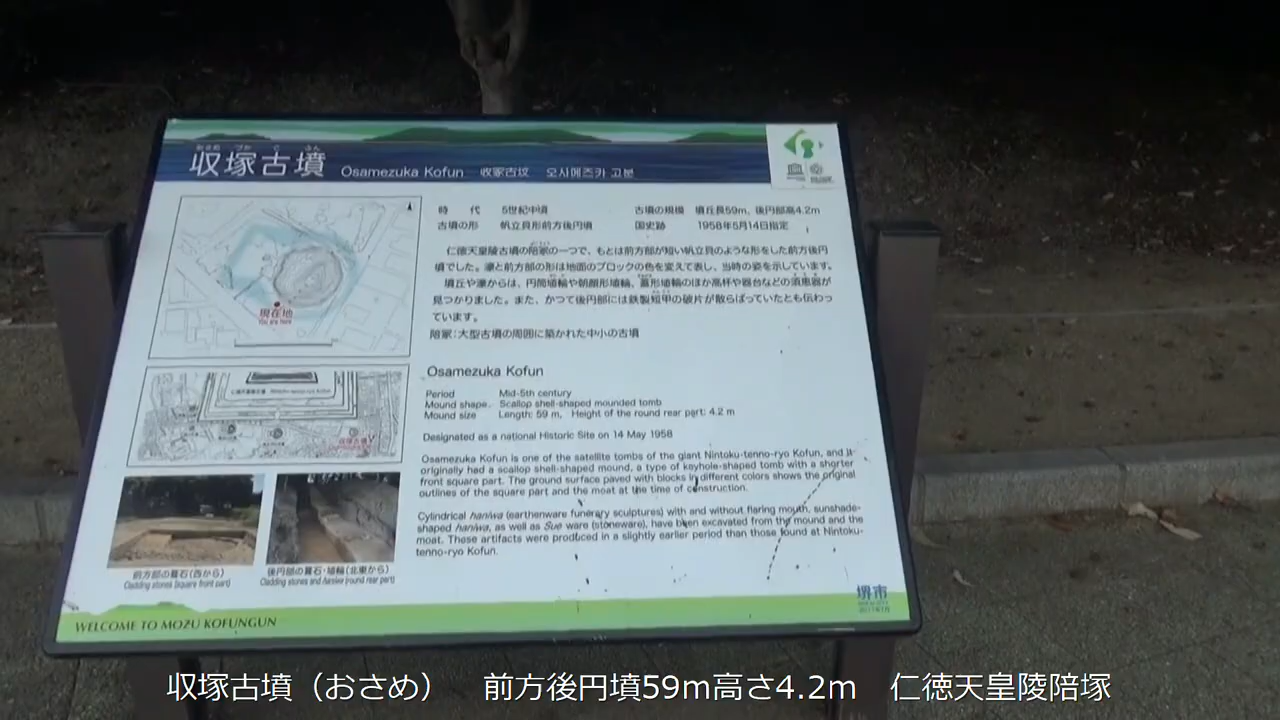 おさめ づか こ ふん
収塚古墳 Osamezuka Kofun 收冢古坟 오사메즈카 고분
時 代 5世紀中頃 古墳の規模 墳丘長59m、後円部高4.2m
古墳の形 帆立貝形前方後円墳 国史跡 1958年5月14日指定
仁徳天皇陵古墳の陪冢の一つで、もとは前方部が短い帆立貝のような形をした前方後円
墳でした。濠と前方部の形は地面のブロックの色を変えて表し、当時の姿を示しています。
墳丘や濠からは、円筒埴輪や朝顔形埴輪、蓋形埴輪のほか高杯や器台などの須恵器が
見つかりました。また、かつて後円部には鉄製短甲の破片が散らばっていたとも伝わっ
ています。
陪冢：大型古墳の周囲に築かれた中小の古墳
現在地
You are here
Osamezuka Kofun
Period Mid-5th century
Mound shape Scallop shell-shaped mounded tomb
Mound size Length: 59 m, Height of the round rear part: 4.2 m
Designated as a national Historic Site on 14 May 1958
Osamezuka Kofun is one of the satellite tombs of the giant Nintoku-tenno-ryo Kofun, and it
originally had a scallop shell-shaped mound, a type of keyhole-shaped tomb with a shorter
front square part. The ground surface paved with blocks in different colors shows the original
outlines of the square part and the moat at the time of construction.
Cylindrical haniwa (earthenware funerary sculptures) with and without flaring mouth, sunshade-
shaped haniwa, as well as Sue ware (stoneware), have been excavated from the mound and the
moat. These artifacts were produced in a slightly earlier period than those found at Nintoku-
tenno-ryo Kofun.
前方部の葺石（西から）
Cladding stones (square front part)
後円部の葺石・埴輪（北東から）
Cladding stones and haniwa (round rear part)
堺市
WELCOME TO MOZU KOFUNGUN
収塚古墳（おさめ） 前方後円墳59m高さ4.2m 仁徳天皇陵陪塚